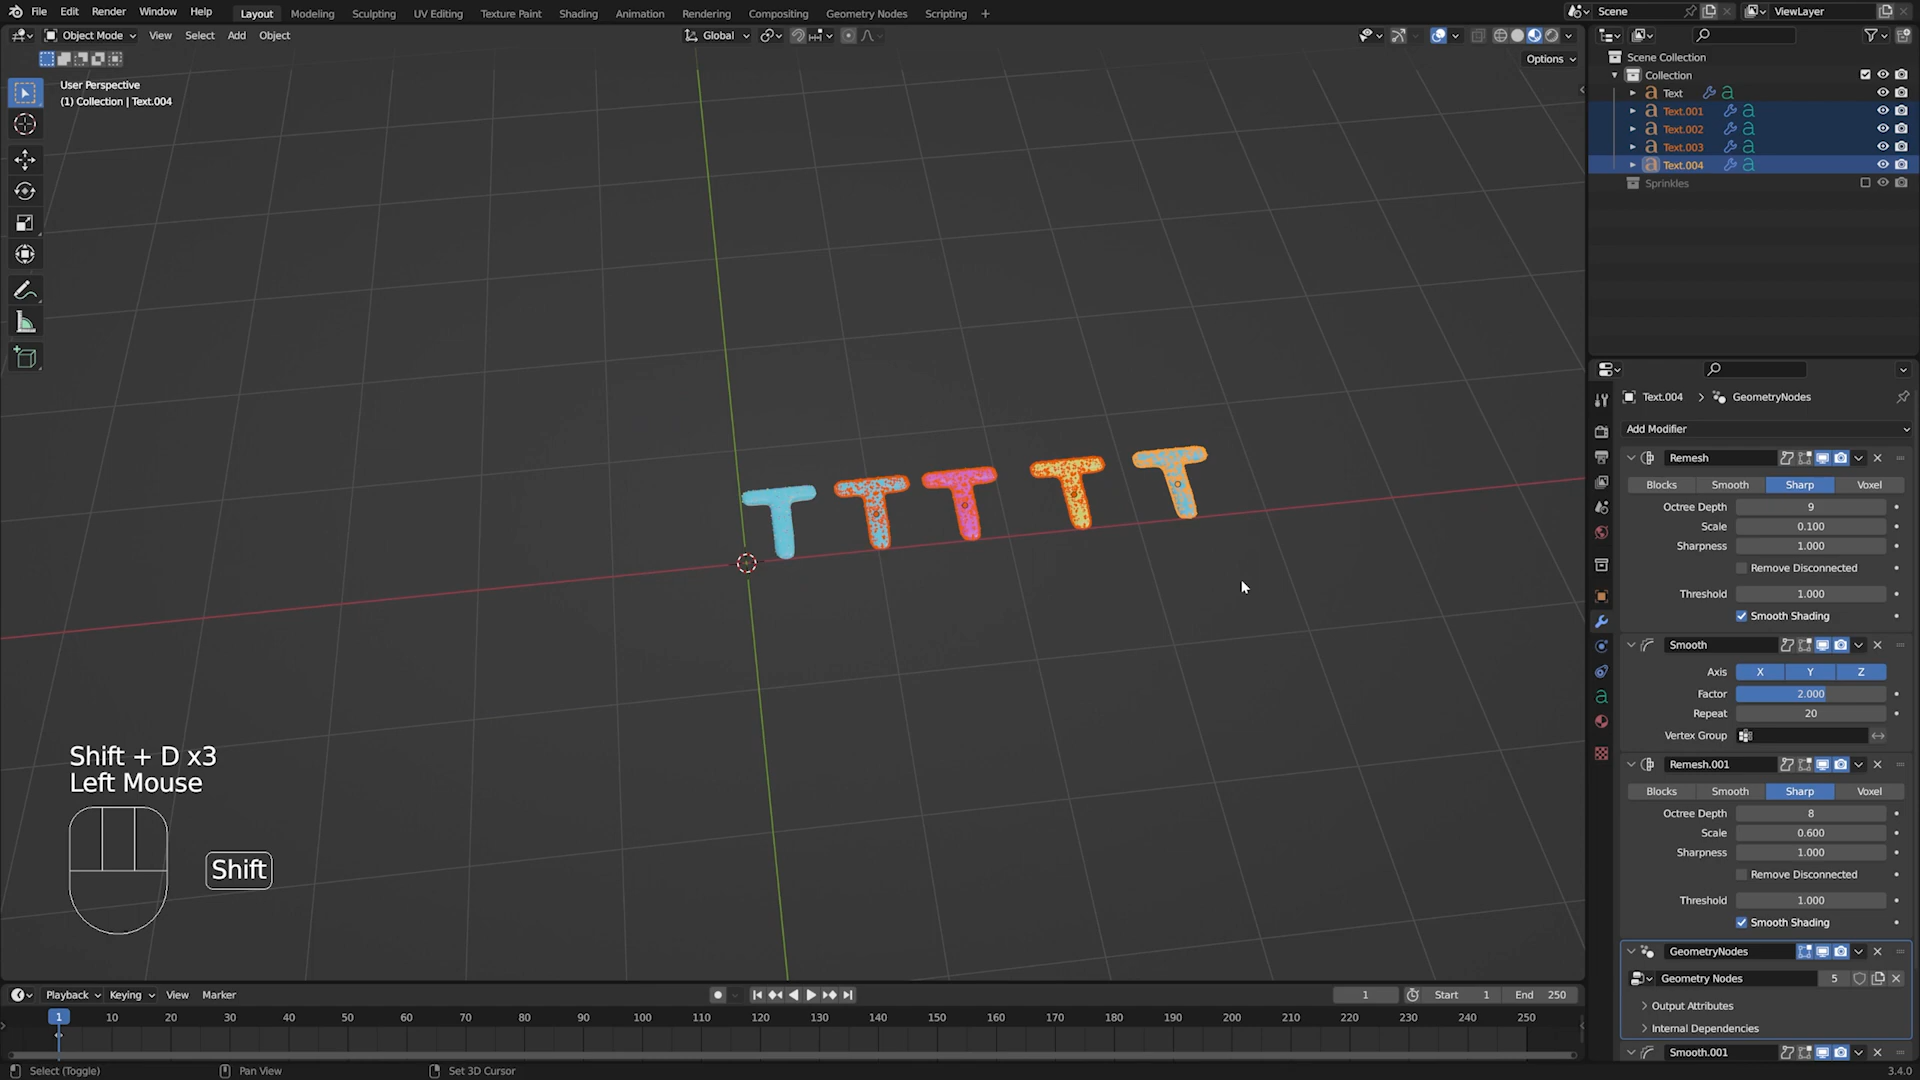 File Edit Render Window Help Layout Modeling Sculpting UV Editing Texture Paint Shading Animation Rendering Compositing Geometry Nodes Scripting + Scene ViewLayer
Object Mode View Select Add Object Global
Options
User Perspective
(1) Collection | Text.004
Scene Collection
Collection
Text
Text.001
Text.002
Text.003
Text.004
Sprinkles
T T T T T
Shift + D x3
Left Mouse
Shift
Text.004 > GeometryNodes
Add Modifier
Remesh
Blocks Smooth Sharp Voxel
Octree Depth 9
Scale 0.100
Sharpness 1.000
Remove Disconnected
Threshold 1.000
Smooth Shading
Smooth
Axis X Y Z
Factor 2.000
Repeat 20
Vertex Group
Remesh.001
Blocks Smooth Sharp Voxel
Octree Depth 8
Scale 0.600
Sharpness 1.000
Remove Disconnected
Threshold 1.000
Smooth Shading
GeometryNodes
Geometry Nodes 5
Output Attributes
Internal Dependencies
Smooth.001
Playback Keying View Marker 1 Start 1 End 250
1 10 20 30 40 50 60 70 80 90 100 110 120 130 140 150 160 170 180 190 200 210 220 230 240 250
Select (Toggle) Pan View Set 3D Cursor 3.4.0